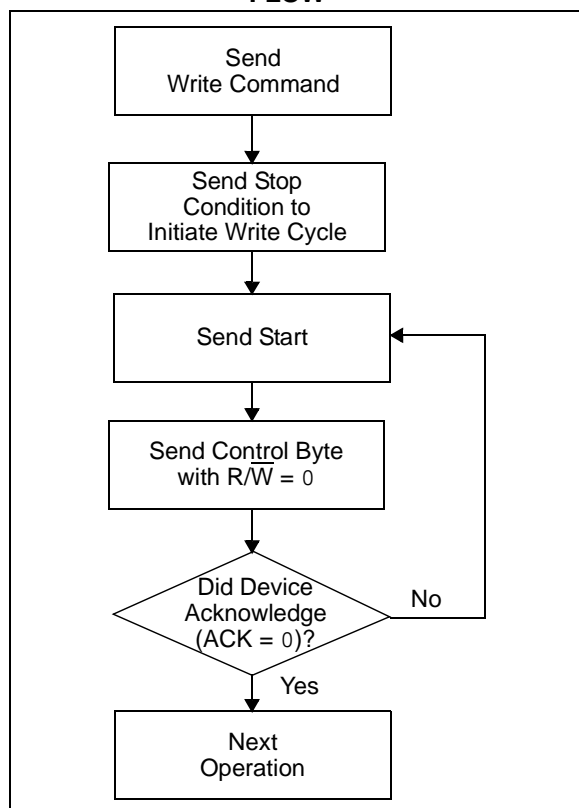 FLOW
Send
Write Command
Send Stop
Condition to
Initiate Write Cycle
Send Start
Send Control Byte
with R/W̅ = 0
Did Device
Acknowledge
(ACK = 0)?
No
Yes
Next
Operation